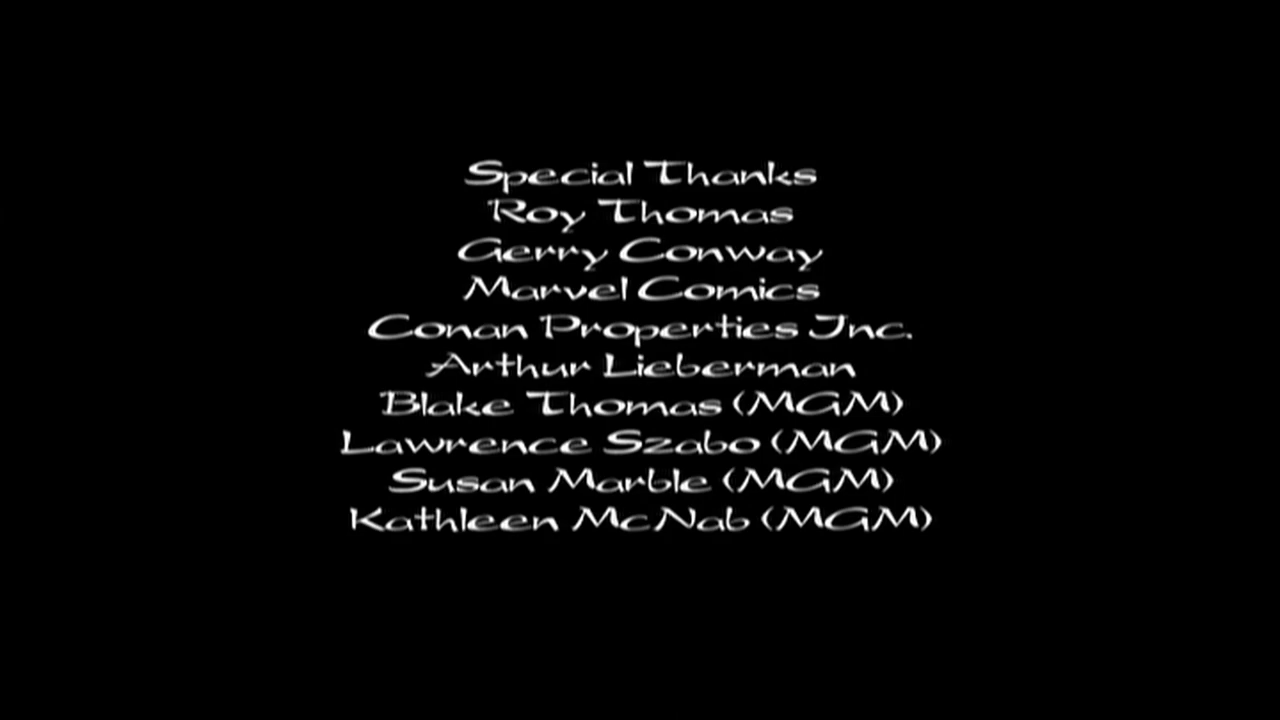 Special Thanks
Roy Thomas
Gerry Conway
Marvel Comics
Conan Properties Inc.
Arthur Lieberman
Blake Thomas (MGM)
Lawrence Szabo (MGM)
Susan Marble (MGM)
Kathleen McNab (MGM)